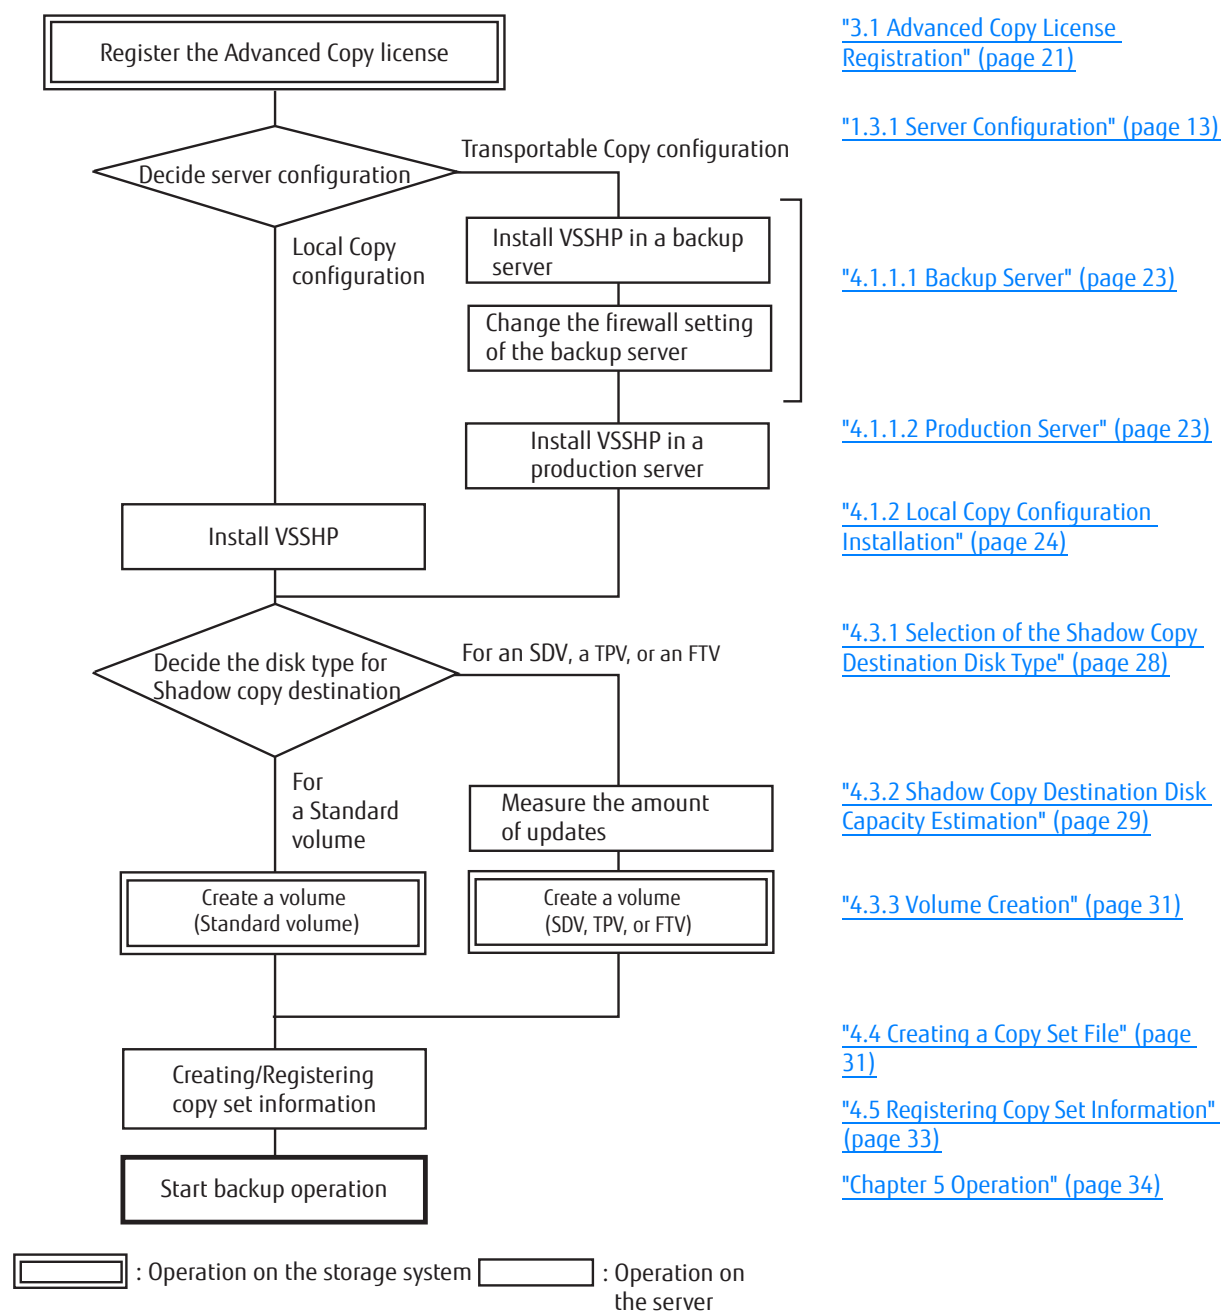 Register the Advanced Copy license
"3.1 Advanced Copy License
Registration" (page 21)
"1.3.1 Server Configuration" (page 13)
Decide server configuration
Transportable Copy configuration
Local Copy
configuration
Install VSSHP in a backup
server
Change the firewall setting
of the backup server
"4.1.1.1 Backup Server" (page 23)
Install VSSHP in a
production server
"4.1.1.2 Production Server" (page 23)
Install VSSHP
"4.1.2 Local Copy Configuration
Installation" (page 24)
Decide the disk type for
Shadow copy destination
For an SDV, a TPV, or an FTV
"4.3.1 Selection of the Shadow Copy
Destination Disk Type" (page 28)
For
a Standard
volume
Measure the amount
of updates
"4.3.2 Shadow Copy Destination Disk
Capacity Estimation" (page 29)
Create a volume
(Standard volume)
Create a volume
(SDV, TPV, or FTV)
"4.3.3 Volume Creation" (page 31)
Creating/Registering
copy set information
"4.4 Creating a Copy Set File" (page
31)
"4.5 Registering Copy Set Information"
(page 33)
Start backup operation
"Chapter 5 Operation" (page 34)
: Operation on the storage system
: Operation on
the server